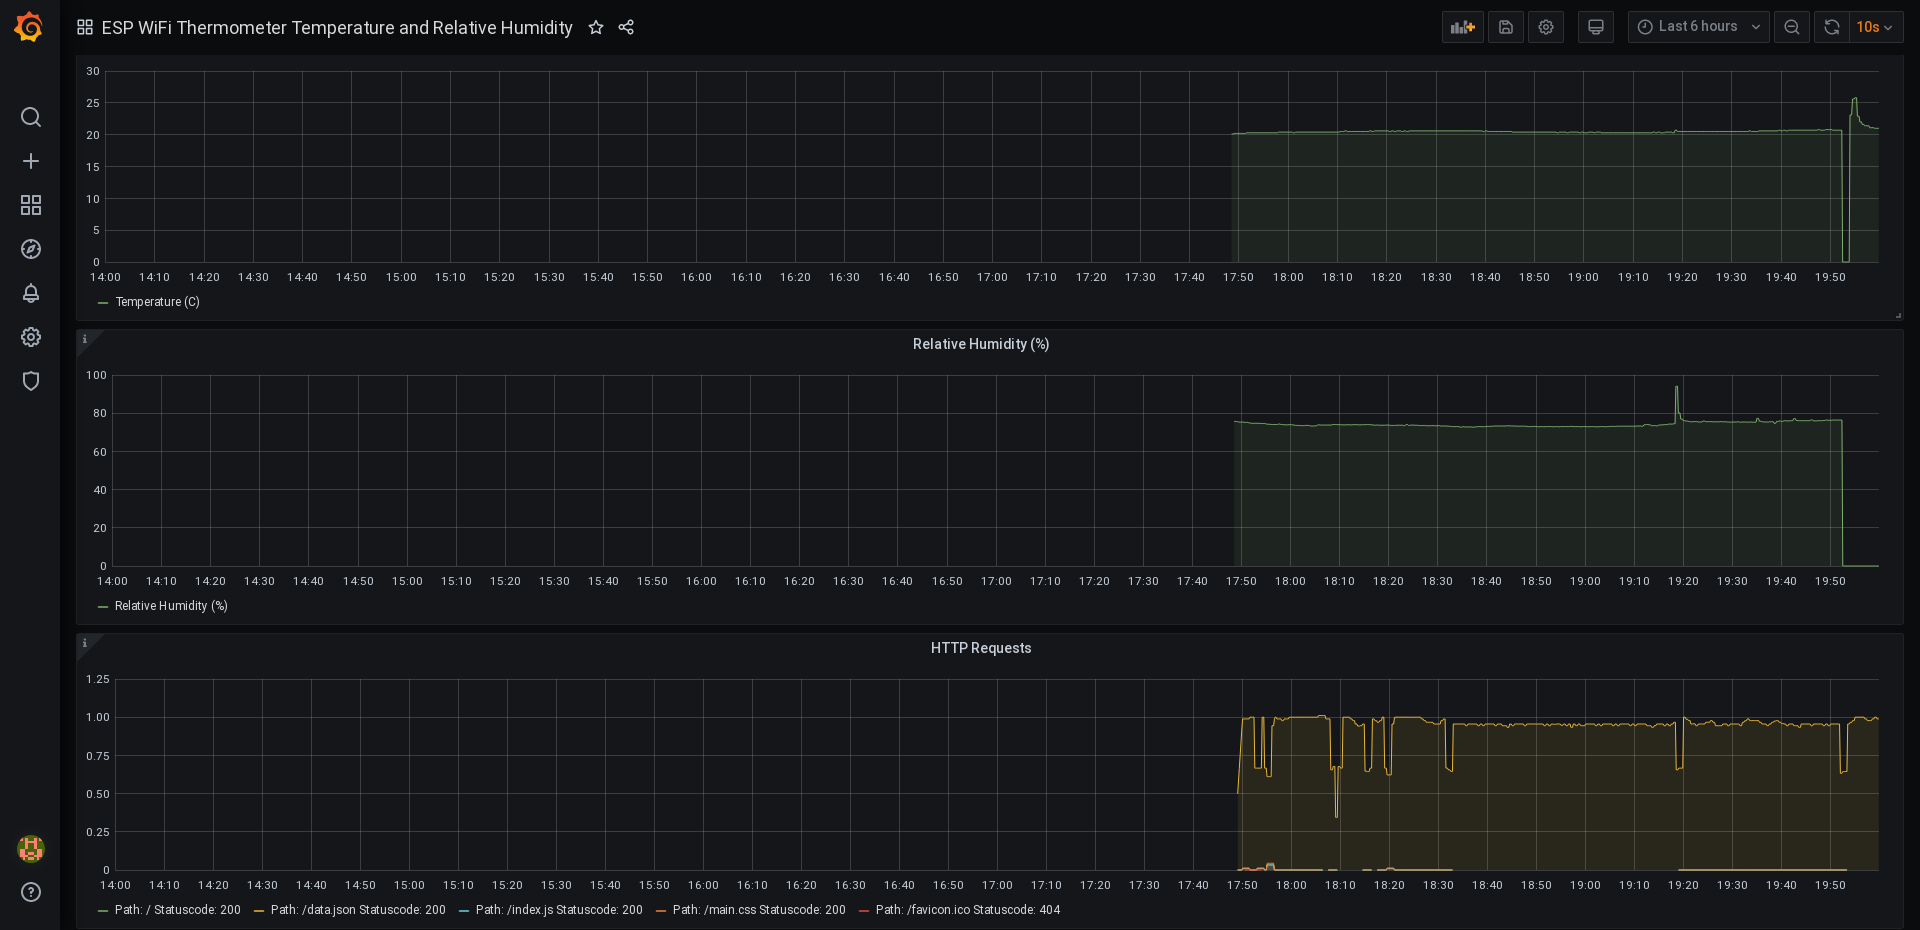 ESP WiFi Thermometer Temperature and Relative Humidity
Last 6 hours
10s
30
25
20
15
10
5
0
14:00 14:10 14:20 14:30 14:40 14:50 15:00 15:10 15:20 15:30 15:40 15:50 16:00 16:10 16:20 16:30 16:40 16:50 17:00 17:10 17:20 17:30 17:40 17:50 18:00 18:10 18:20 18:30 18:40 18:50 19:00 19:10 19:20 19:30 19:40 19:50
Temperature (C)
i
Relative Humidity (%)
100
80
60
40
20
0
14:00 14:10 14:20 14:30 14:40 14:50 15:00 15:10 15:20 15:30 15:40 15:50 16:00 16:10 16:20 16:30 16:40 16:50 17:00 17:10 17:20 17:30 17:40 17:50 18:00 18:10 18:20 18:30 18:40 18:50 19:00 19:10 19:20 19:30 19:40 19:50
Relative Humidity (%)
i
HTTP Requests
1.25
1.00
0.75
0.50
0.25
0
14:00 14:10 14:20 14:30 14:40 14:50 15:00 15:10 15:20 15:30 15:40 15:50 16:00 16:10 16:20 16:30 16:40 16:50 17:00 17:10 17:20 17:30 17:40 17:50 18:00 18:10 18:20 18:30 18:40 18:50 19:00 19:10 19:20 19:30 19:40 19:50
Path: / Statuscode: 200 Path: /data.json Statuscode: 200 Path: /index.js Statuscode: 200 Path: /main.css Statuscode: 200 Path: /favicon.ico Statuscode: 404